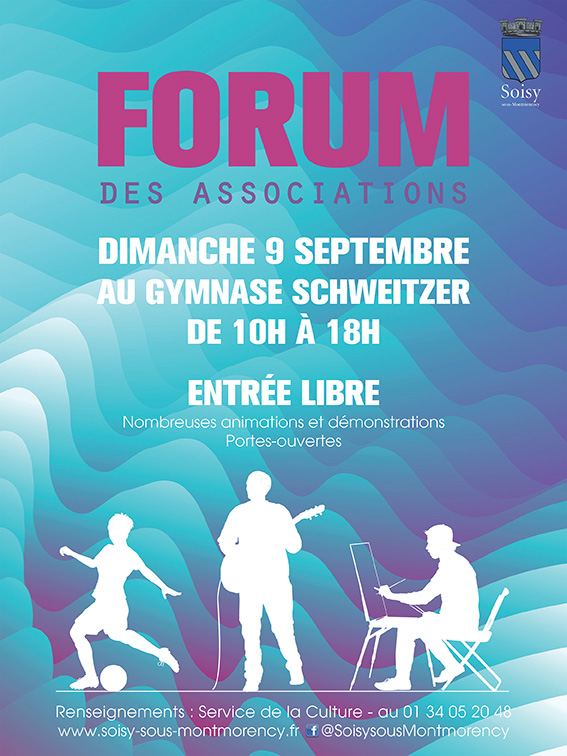 Soisy
sous-Montmorency
FORUM
DES ASSOCIATIONS
DIMANCHE 9 SEPTEMBRE
AU GYMNASE SCHWEITZER
DE 10H À 18H
ENTRÉE LIBRE
Nombreuses animations et démonstrations
Portes-ouvertes
Renseignements : Service de la Culture - au 01 34 05 20 48
www.soisy-sous-montmorency.fr f @SoisysousMontmorency